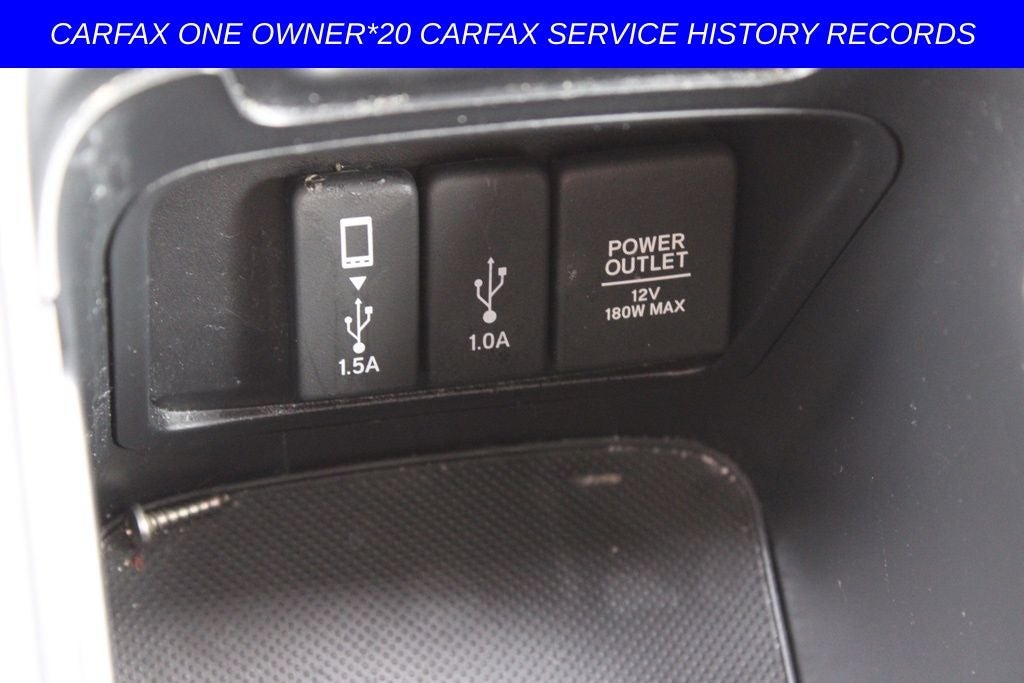 CARFAX ONE OWNER*20 CARFAX SERVICE HISTORY RECORDS
1.5A
1.0A
POWER
OUTLET
12V
180W MAX